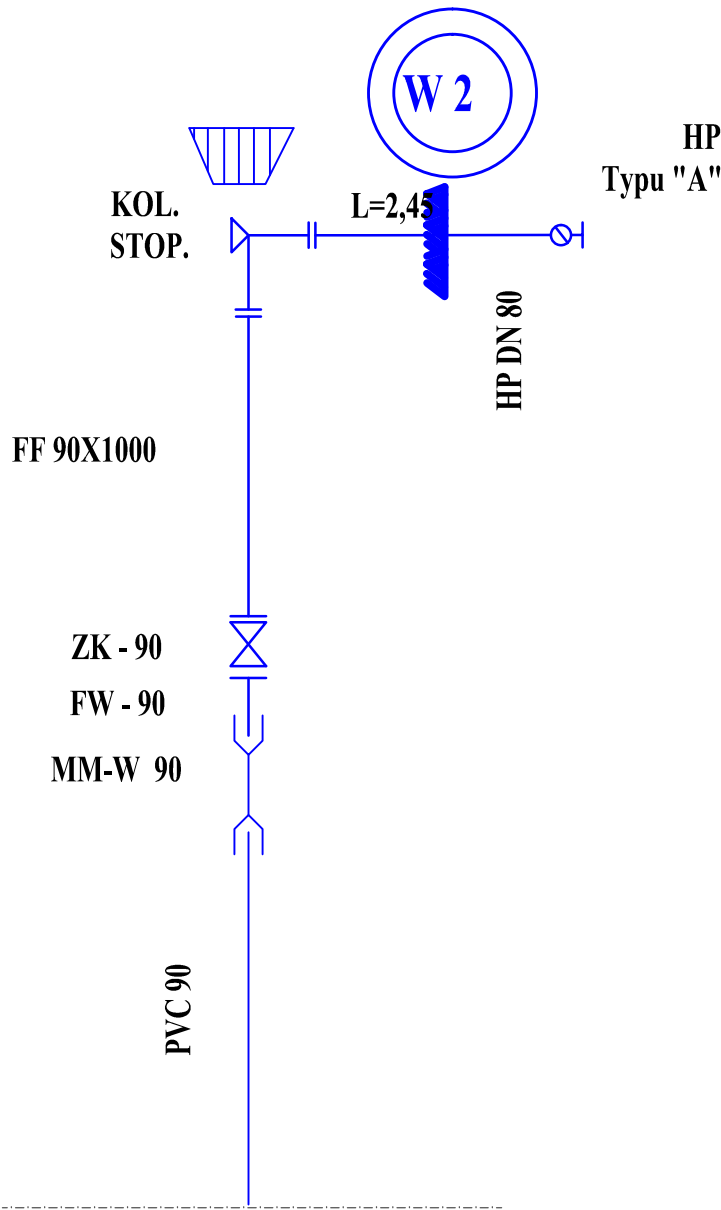 W 2
HP
Typu "A"
KOL.
STOP.
L=2,45
HP DN 80
FF 90X1000
ZK - 90
FW - 90
MM-W 90
PVC 90